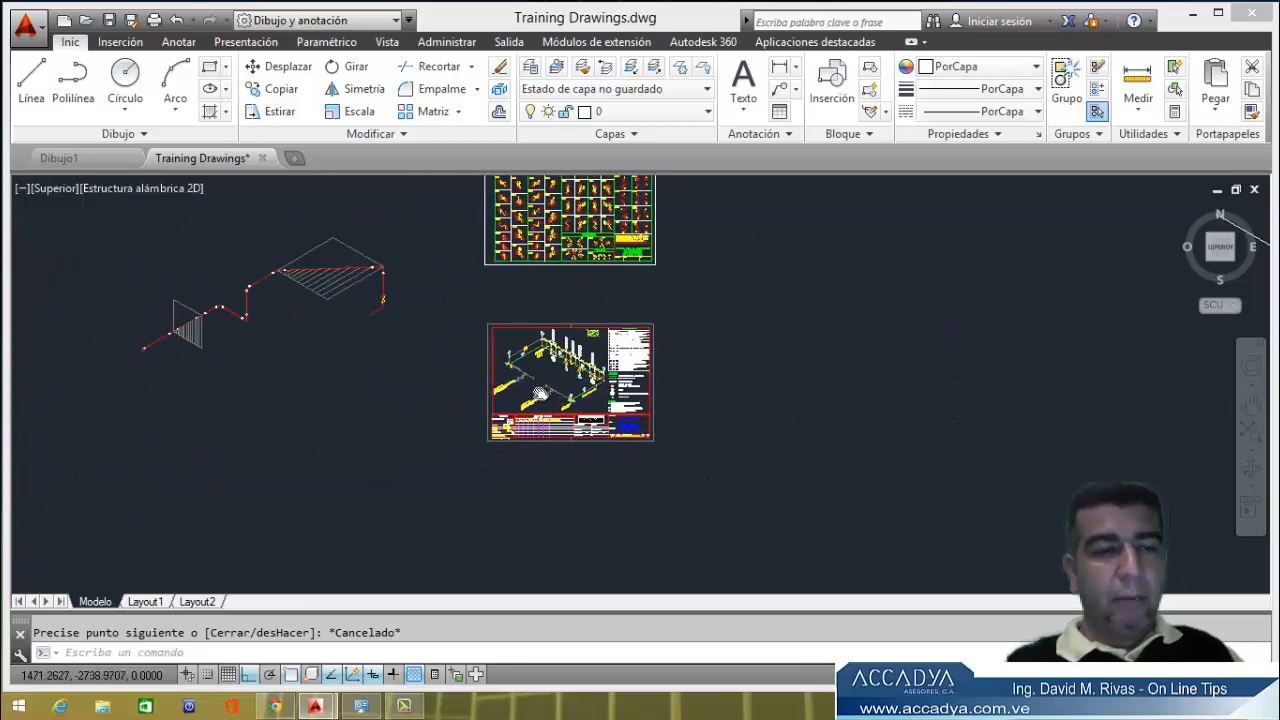 Dibujo y anotación
Training Drawings.dwg
Escriba palabra clave o frase
Iniciar sesión
Inic
Inserción
Anotar
Presentación
Paramétrico
Vista
Administrar
Salida
Módulos de extensión
Autodesk 360
Aplicaciones destacadas
Línea
Polilínea
Círculo
Arco
Desplazar
Girar
Recortar
Copiar
Simetría
Empalme
Estirar
Escala
Matriz
Estado de capa no guardado
0
Texto
Inserción
PorCapa
PorCapa
PorCapa
Grupo
Medir
Pegar
Dibujo
Modificar
Capas
Anotación
Bloque
Propiedades
Grupos
Utilidades
Portapapeles
Dibujo1
Training Drawings*
[−][Superior][Estructura alámbrica 2D]
N
O
SUPERIOR
E
S
SCU
Modelo
Layout1
Layout2
Precise punto siguiente o [Cerrar/desHacer]: *Cancelado*
Escriba un comando
1471.2627, -2738.9707, 0.0000
ACCADYA
ASESORES, C.A.
Ing. David M. Rivas - On Line Tips
www.accadya.com.ve